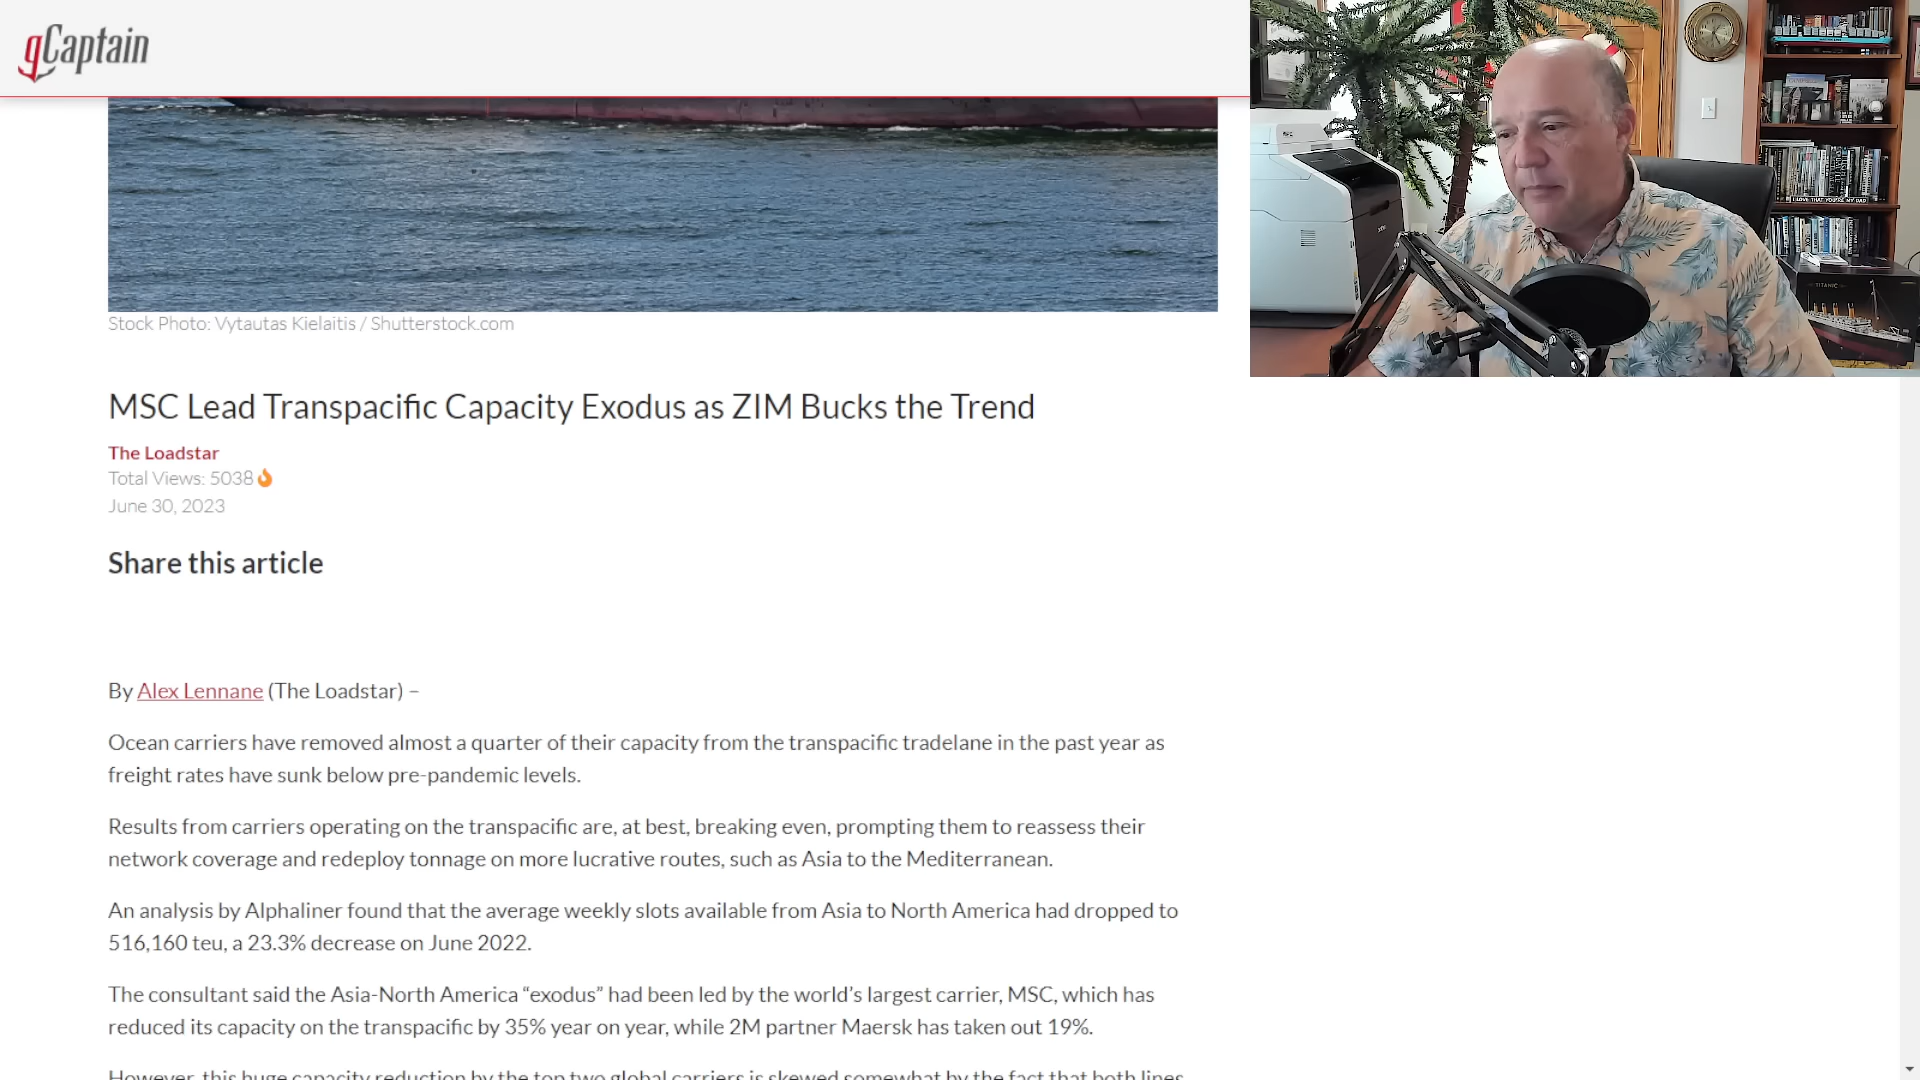 gCaptain
Stock Photo: Vytautas Kielaitis / Shutterstock.com
MSC Lead Transpacific Capacity Exodus as ZIM Bucks the Trend
The Loadstar
Total Views: 5038
June 30, 2023
Share this article
By Alex Lennane (The Loadstar) –
Ocean carriers have removed almost a quarter of their capacity from the transpacific tradelane in the past year as
freight rates have sunk below pre-pandemic levels.
Results from carriers operating on the transpacific are, at best, breaking even, prompting them to reassess their
network coverage and redeploy tonnage on more lucrative routes, such as Asia to the Mediterranean.
An analysis by Alphaliner found that the average weekly slots available from Asia to North America had dropped to
516,160 teu, a 23.3% decrease on June 2022.
The consultant said the Asia-North America “exodus” had been led by the world’s largest carrier, MSC, which has
reduced its capacity on the transpacific by 35% year on year, while 2M partner Maersk has taken out 19%.
However, this huge capacity reduction by the top two global carriers is skewed somewhat by the fact that both lines
I LOVE THAT YOU'RE MY DAD
TITANIC